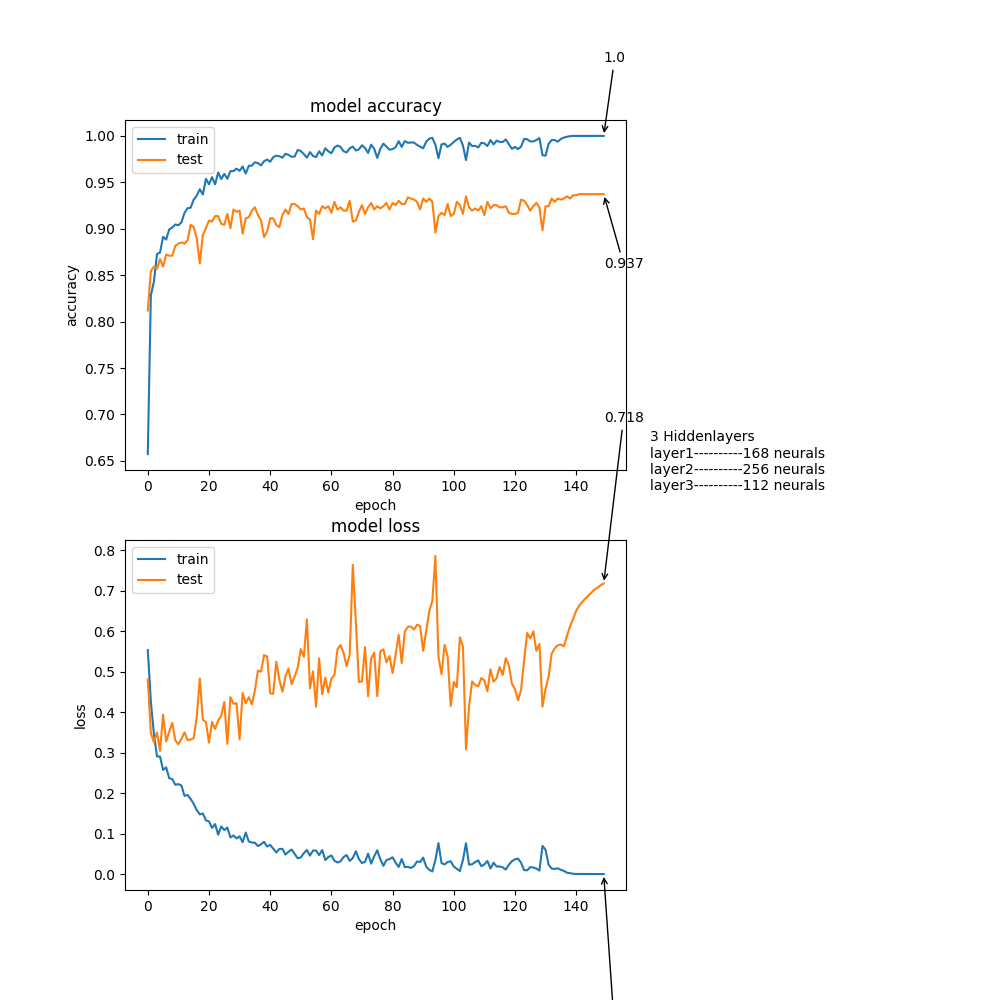 1.0
model accuracy
1.00
0.95
0.90
0.85
0.80
0.75
0.70
0.65
accuracy
train
test
0.937
0 20 40 60 80 100 120 140
epoch
0.718
3 Hiddenlayers
layer1----------168 neurals
layer2----------256 neurals
layer3----------112 neurals
model loss
0.8
0.7
0.6
0.5
0.4
0.3
0.2
0.1
0.0
loss
train
test
0 20 40 60 80 100 120 140
epoch